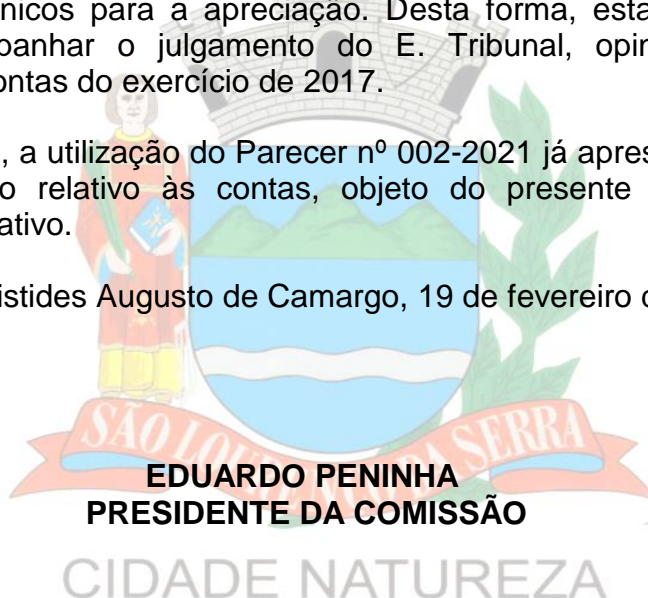 nicos para a apreciação. Desta forma, esta
panhar o julgamento do E. Tribunal, opin
ontas do exercício de 2017.
, a utilização do Parecer nº 002-2021 já apres
o relativo às contas, objeto do presente
ativo.
istides Augusto de Camargo, 19 de fevereiro
SÃO LOURENÇO DA SERRA
EDUARDO PENINHA
PRESIDENTE DA COMISSÃO
CIDADE NATUREZA